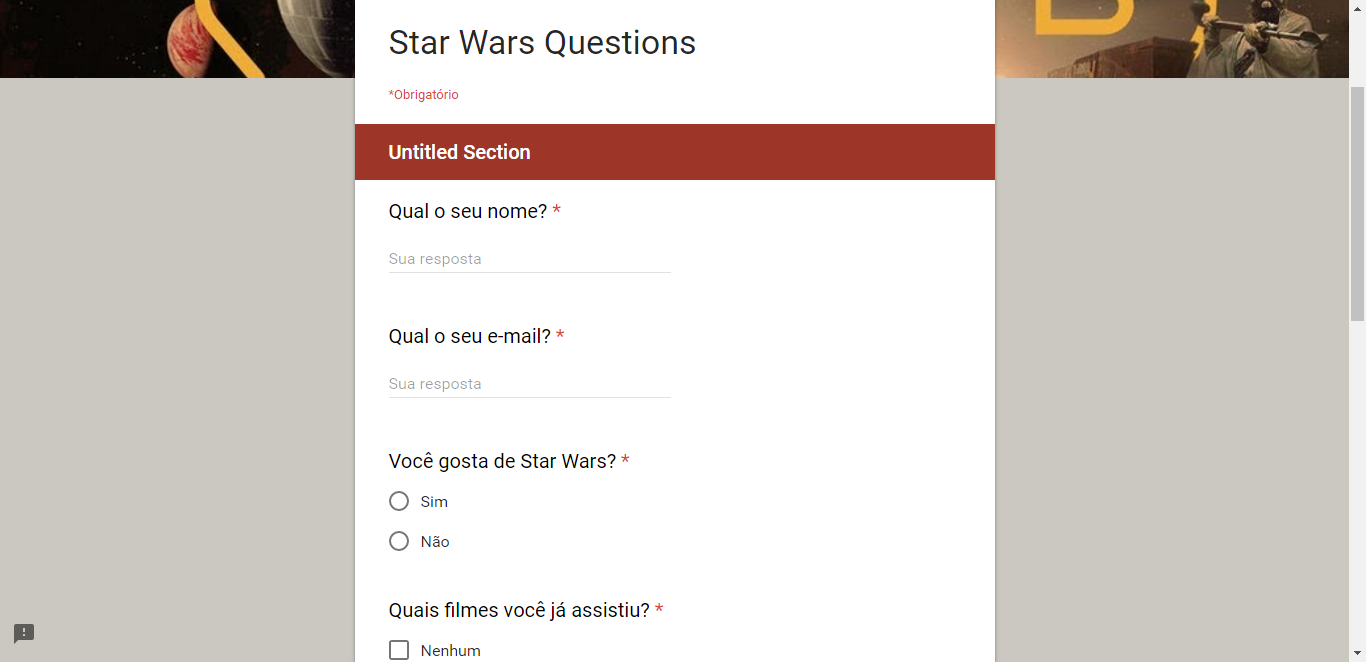 Star Wars Questions
*Obrigatório
Untitled Section
Qual o seu nome? *
Sua resposta
Qual o seu e-mail? *
Sua resposta
Você gosta de Star Wars? *
Sim
Não
Quais filmes você já assistiu? *
Nenhum